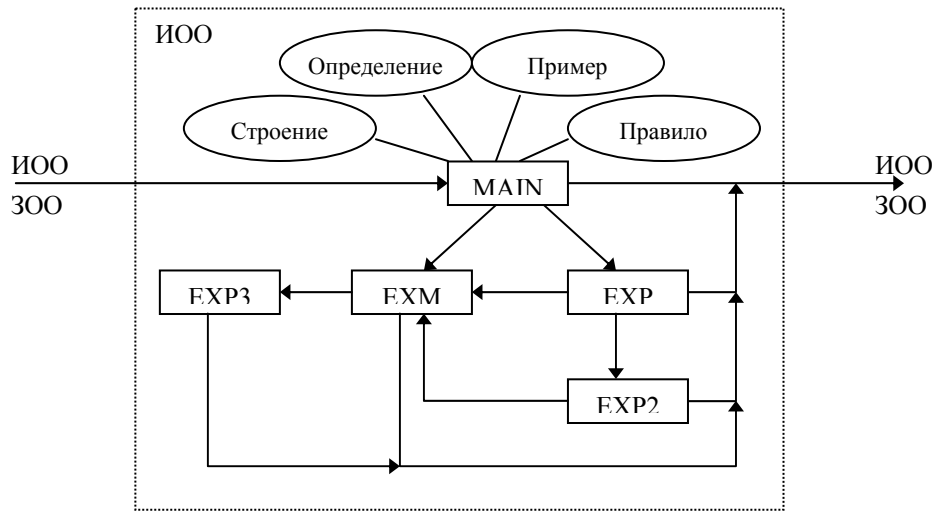 ИОО
Определение
Пример
Строение
Правило
ИОО
ЗОО
MAIN
ИОО
ЗОО
EXP3
EXM
EXP
EXP2